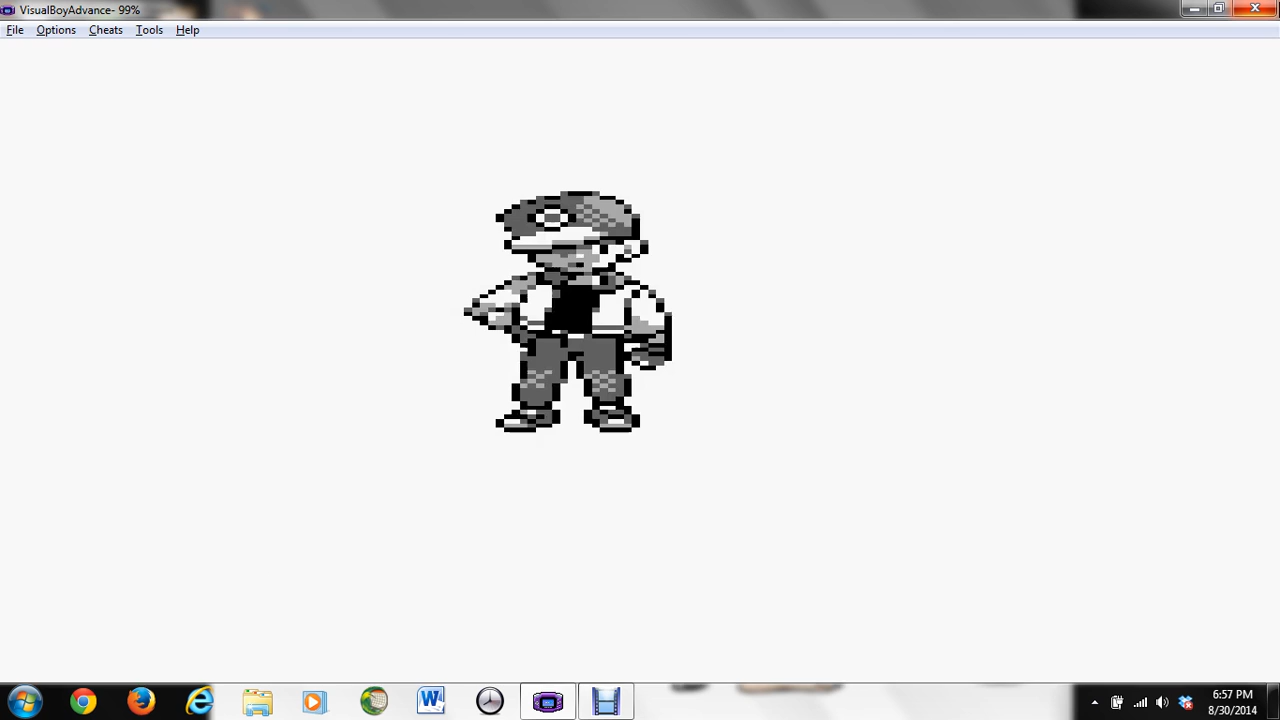 VisualBoyAdvance- 99%
File Options Cheats Tools Help
W
6:57 PM
8/30/2014